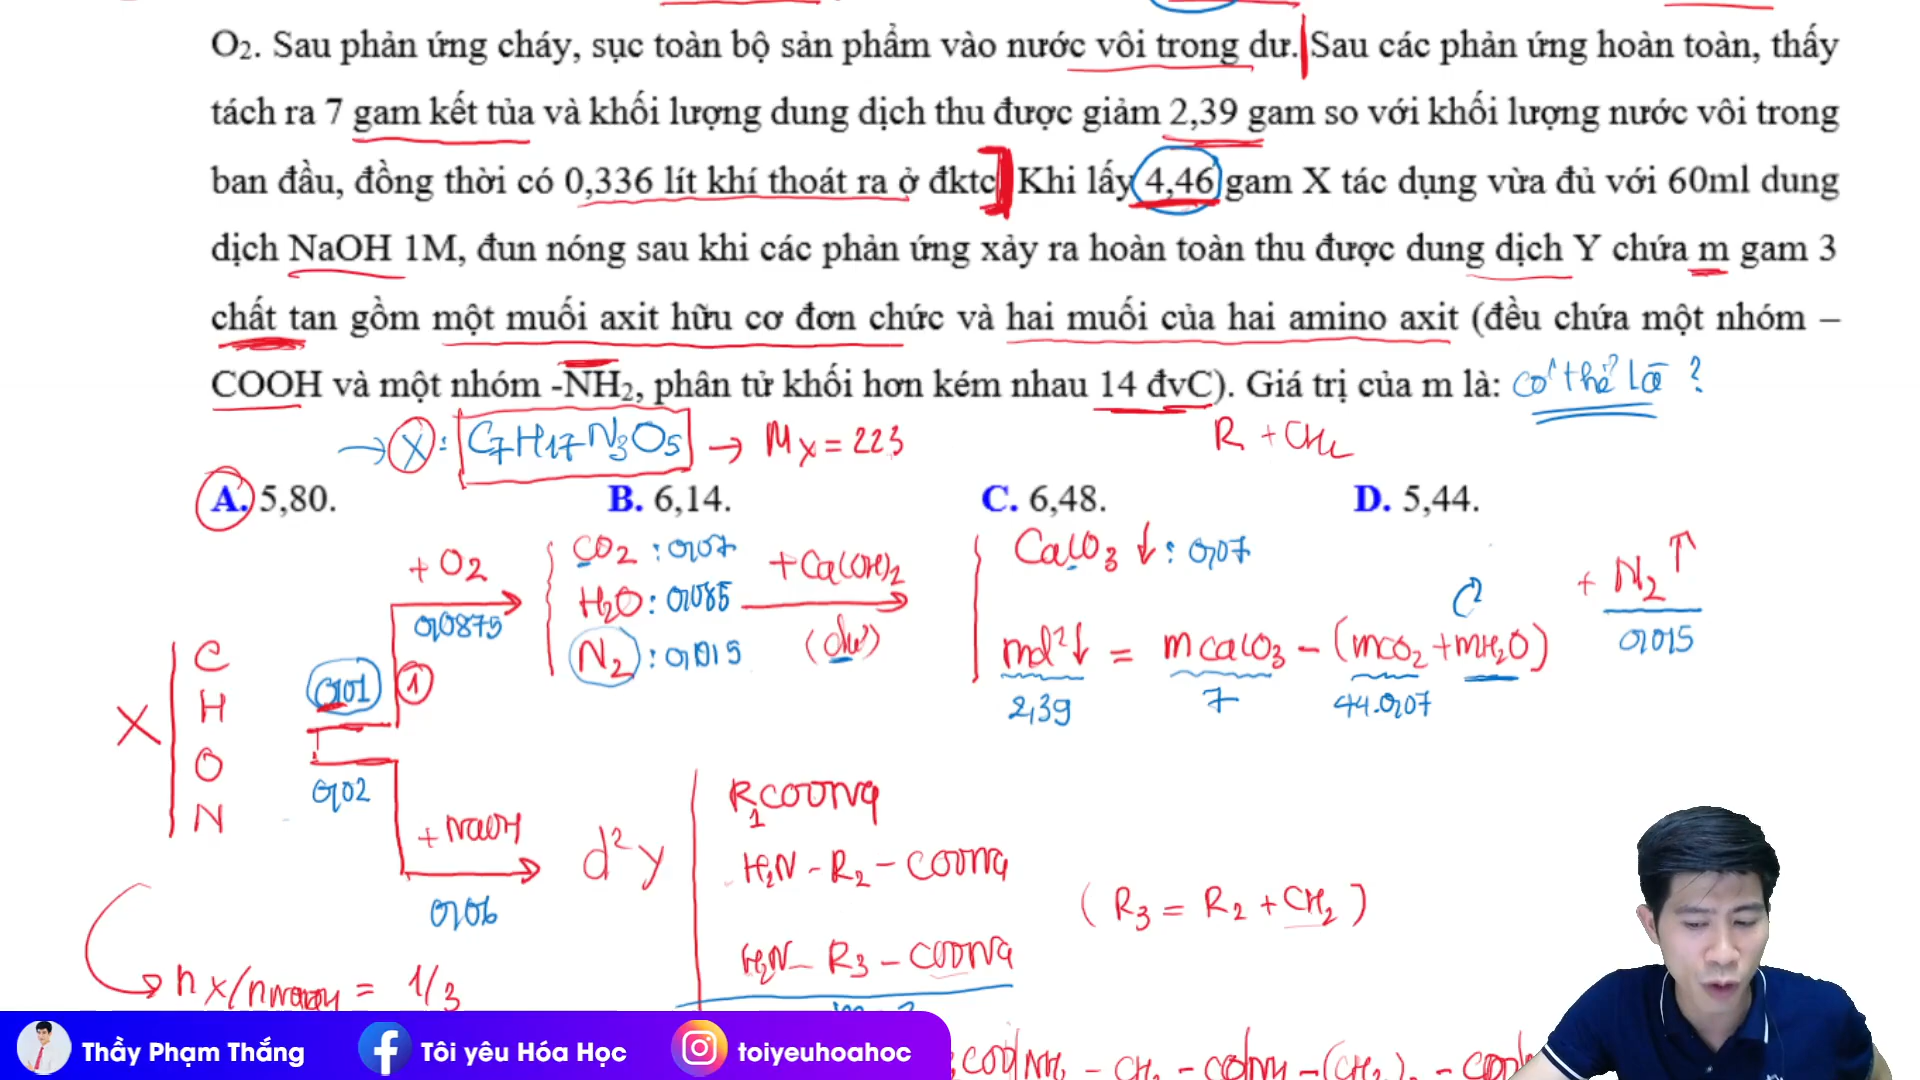 O₂. Sau phản ứng cháy, sục toàn bộ sản phẩm vào nước vôi trong dư. Sau các phản ứng hoàn toàn, thấy
tách ra 7 gam kết tủa và khối lượng dung dịch thu được giảm 2,39 gam so với khối lượng nước vôi trong
ban đầu, đồng thời có 0,336 lít khí thoát ra ở đktc Khi lấy 4,46 gam X tác dụng vừa đủ với 60ml dung
dịch NaOH 1M, đun nóng sau khi các phản ứng xảy ra hoàn toàn thu được dung dịch Y chứa m gam 3
chất tan gồm một muối axit hữu cơ đơn chức và hai muối của hai amino axit (đều chứa một nhóm –
COOH và một nhóm -NH₂, phân tử khối hơn kém nhau 14 đvC). Giá trị của m là: có thể là ?
→ X: C₇H₁₇N₃O₅ → Mx = 223
R + CH₂
A. 5,80. B. 6,14. C. 6,48. D. 5,44.
+ O₂
0,0875
CO₂ : 0,07
H₂O : 0,085
N₂ : 0,015
+ Ca(OH)₂
(dư)
CaCO₃ ↓ : 0,07
+ N₂ ↑
0,015
md² ↓ = mCaCO₃ – (mCO₂ + mH₂O)
2,39 7 44.0,07
X
C
H
O
N
0,01
1
0,02
+ NaOH
0,06
d² Y
R₁COONa
H₂N – R₂ – COONa
H₂N – R₃ – COONa
( R₃ = R₂ + CH₂ )
n X/nNaOH = 1/3
Thầy Phạm Thắng
Tôi yêu Hóa Học
toiyeuhoahoc